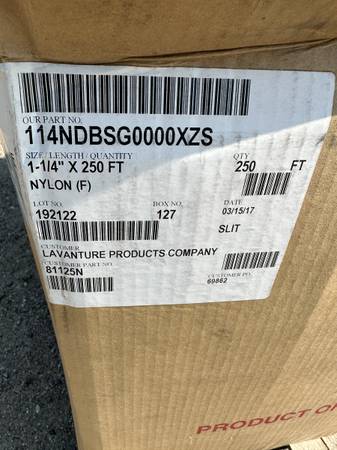 OUR PART NO.
114NDBSG0000XZS
SIZE / LENGTH / QUANTITY QTY
1-1/4" X 250 FT 250 FT
NYLON (F)
LOT NO. BOX NO. DATE
192122 127 03/15/17
SLIT
CUSTOMER
LAVANTURE PRODUCTS COMPANY
CUSTOMER PART NO. CUSTOMER PO.
81125N 69862
PRODUCT O